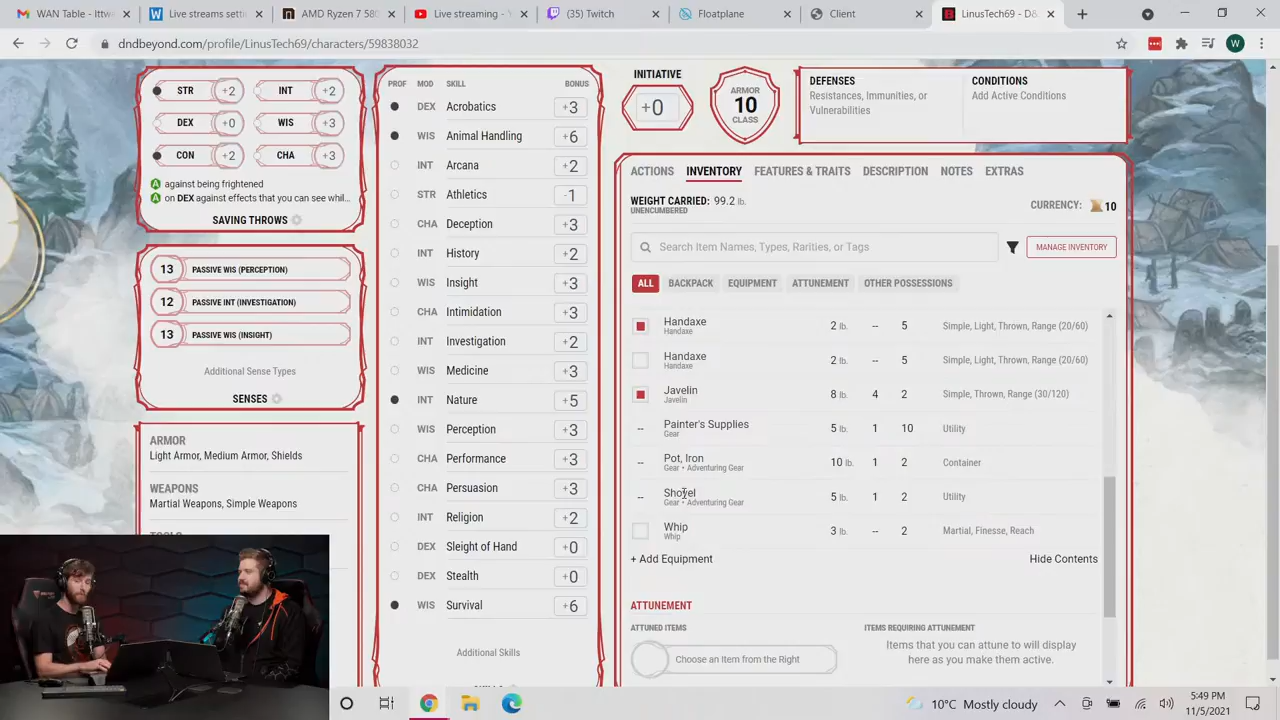 WAN Table - lttw
Live streams sett
AMD Ryzen 7 580
Live streaming - Y
(35) Twitch
Floatplane
Client
LinusTech69 - D&
dndbeyond.com/profile/LinusTech69/characters/59838032
W
STR +2
INT +2
DEX +0
WIS +3
CON +2
CHA +3
A against being frightened
A on DEX against effects that you can see whil...
SAVING THROWS
13 PASSIVE WIS (PERCEPTION)
12 PASSIVE INT (INVESTIGATION)
13 PASSIVE WIS (INSIGHT)
Additional Sense Types
SENSES
ARMOR
Light Armor, Medium Armor, Shields
WEAPONS
Martial Weapons, Simple Weapons
PROF MOD SKILL BONUS
DEX Acrobatics +3
WIS Animal Handling +6
INT Arcana +2
STR Athletics -1
CHA Deception +3
INT History +2
WIS Insight +3
CHA Intimidation +3
INT Investigation +2
WIS Medicine +3
INT Nature +5
WIS Perception +3
CHA Performance +3
CHA Persuasion +3
INT Religion +2
DEX Sleight of Hand +0
DEX Stealth +0
WIS Survival +6
Additional Skills
INITIATIVE
+0
ARMOR
10
CLASS
DEFENSES
Resistances, Immunities, or
Vulnerabilities
CONDITIONS
Add Active Conditions
ACTIONS INVENTORY FEATURES & TRAITS DESCRIPTION NOTES EXTRAS
WEIGHT CARRIED: 99.2 lb.
UNENCUMBERED
CURRENCY: 10
Search Item Names, Types, Rarities, or Tags
MANAGE INVENTORY
ALL BACKPACK EQUIPMENT ATTUNEMENT OTHER POSSESSIONS
Handaxe 2 lb. -- 5 Simple, Light, Thrown, Range (20/60)
Handaxe
Handaxe 2 lb. -- 5 Simple, Light, Thrown, Range (20/60)
Handaxe
Javelin 8 lb. 4 2 Simple, Thrown, Range (30/120)
Javelin
-- Painter's Supplies 5 lb. 1 10 Utility
Gear
-- Pot, Iron 10 lb. 1 2 Container
Gear • Adventuring Gear
-- Shovel 5 lb. 1 2 Utility
Gear • Adventuring Gear
Whip 3 lb. -- 2 Martial, Finesse, Reach
Whip
+ Add Equipment
Hide Contents
ATTUNEMENT
ATTUNED ITEMS
Choose an Item from the Right
ITEMS REQUIRING ATTUNEMENT
Items that you can attune to will display
here as you make them active.
10°C Mostly cloudy
5:49 PM
11/5/2021